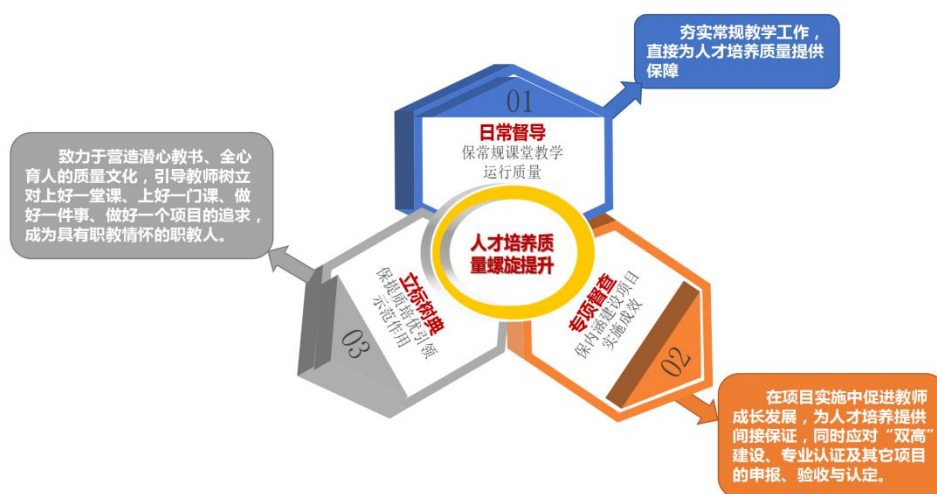 夯实常规教学工作，
直接为人才培养质量提供
保障
01
日常督导
保常规课堂教学
运行质量
致力于营造潜心教书、全心
育人的质量文化，引导教师树立
对上好一堂课、上好一门课、做
好一件事、做好一个项目的追求，
成为具有职教情怀的职教人。
人才培养质
量螺旋提升
立标树典
保提质培优引领
示范作用
03
专项督查
保内涵建设项目
实施成效
02
在项目实施中促进教师
成长发展，为人才培养提供
间接保证，同时应对“双高”
建设、专业认证及其它项目
的申报、验收与认定。